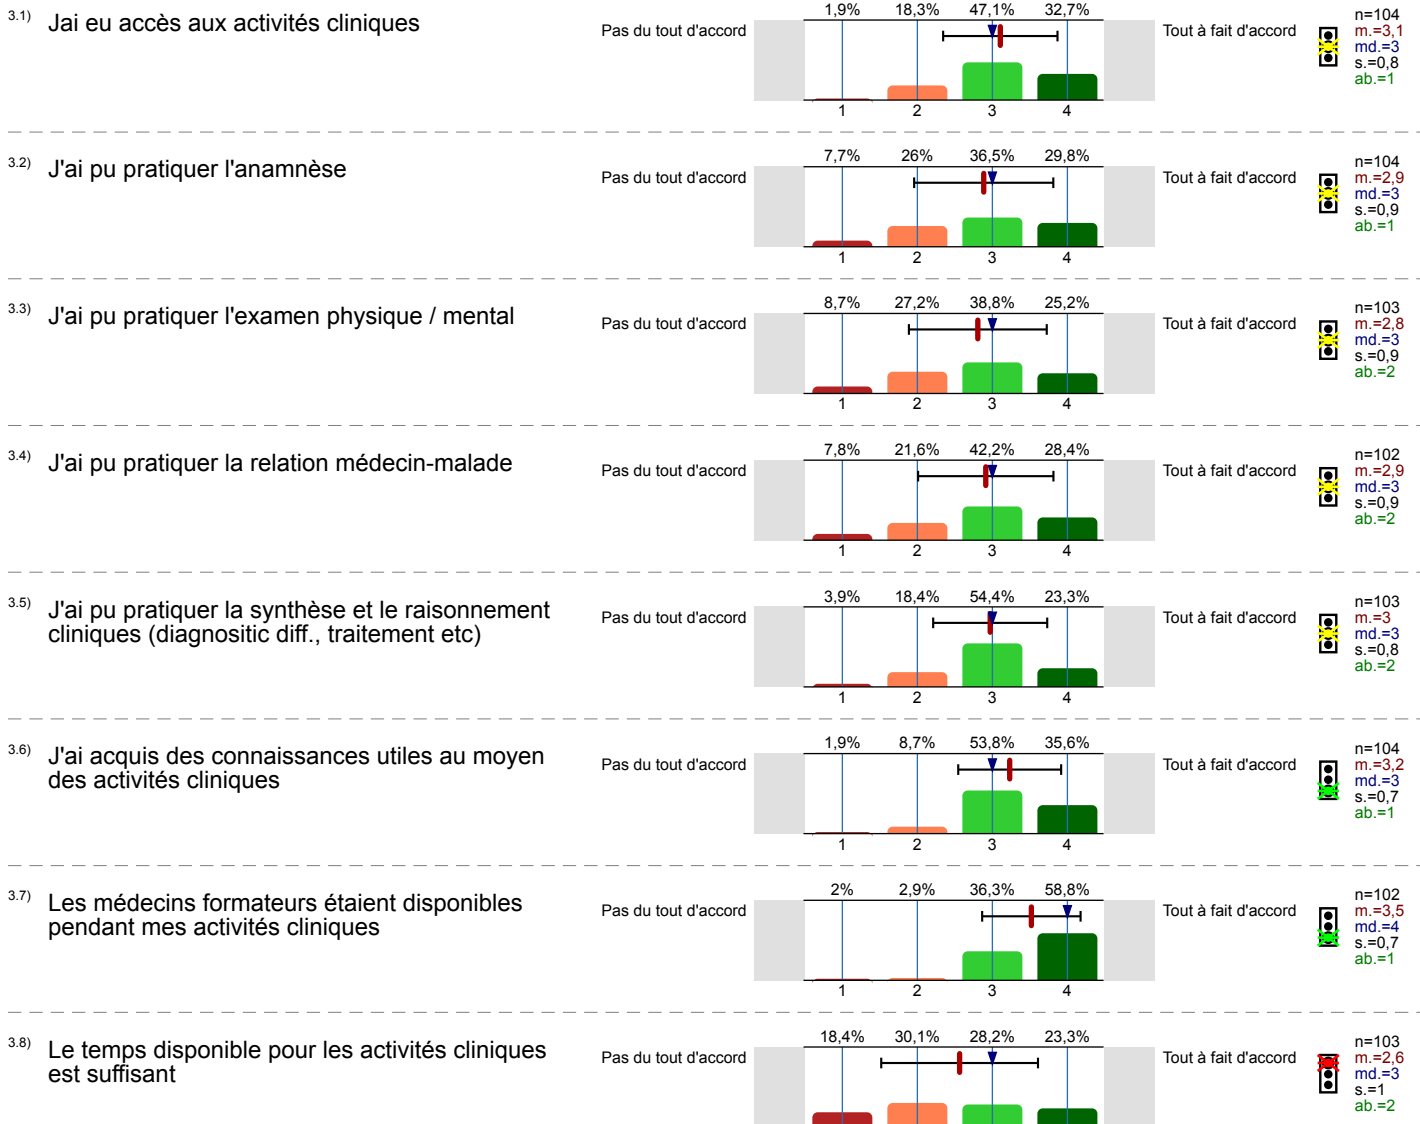 3.1) Jai eu accès aux activités cliniques
Pas du tout d'accord
1,9% 18,3% 47,1% 32,7%
1 2 3 4
Tout à fait d'accord
n=104
m.=3,1
md.=3
s.=0,8
ab.=1
3.2) J'ai pu pratiquer l'anamnèse
Pas du tout d'accord
7,7% 26% 36,5% 29,8%
1 2 3 4
Tout à fait d'accord
n=104
m.=2,9
md.=3
s.=0,9
ab.=1
3.3) J'ai pu pratiquer l'examen physique / mental
Pas du tout d'accord
8,7% 27,2% 38,8% 25,2%
1 2 3 4
Tout à fait d'accord
n=103
m.=2,8
md.=3
s.=0,9
ab.=2
3.4) J'ai pu pratiquer la relation médecin-malade
Pas du tout d'accord
7,8% 21,6% 42,2% 28,4%
1 2 3 4
Tout à fait d'accord
n=102
m.=2,9
md.=3
s.=0,9
ab.=2
3.5) J'ai pu pratiquer la synthèse et le raisonnement
cliniques (diagnositic diff., traitement etc)
Pas du tout d'accord
3,9% 18,4% 54,4% 23,3%
1 2 3 4
Tout à fait d'accord
n=103
m.=3
md.=3
s.=0,8
ab.=2
3.6) J'ai acquis des connaissances utiles au moyen
des activités cliniques
Pas du tout d'accord
1,9% 8,7% 53,8% 35,6%
1 2 3 4
Tout à fait d'accord
n=104
m.=3,2
md.=3
s.=0,7
ab.=1
3.7) Les médecins formateurs étaient disponibles
pendant mes activités cliniques
Pas du tout d'accord
2% 2,9% 36,3% 58,8%
1 2 3 4
Tout à fait d'accord
n=102
m.=3,5
md.=4
s.=0,7
ab.=1
3.8) Le temps disponible pour les activités cliniques
est suffisant
Pas du tout d'accord
18,4% 30,1% 28,2% 23,3%
Tout à fait d'accord
n=103
m.=2,6
md.=3
s.=1
ab.=2